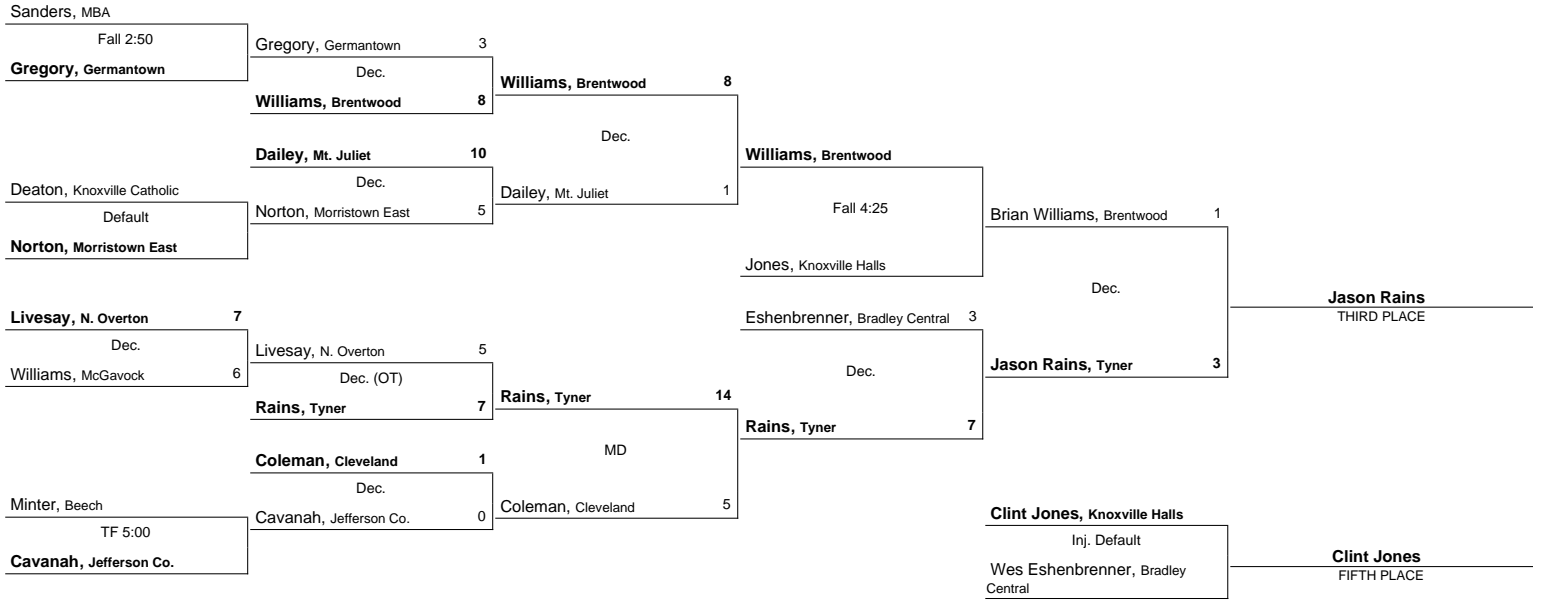 Sanders, MBA
Fall 2:50
Gregory, Germantown
Gregory, Germantown 3
Dec.
Williams, Brentwood 8
Williams, Brentwood 8
Dec.
Dailey, Mt. Juliet 1
Dailey, Mt. Juliet 10
Dec.
Norton, Morristown East 5
Deaton, Knoxville Catholic
Default
Norton, Morristown East
Williams, Brentwood
Fall 4:25
Jones, Knoxville Halls
Brian Williams, Brentwood 1
Dec.
Jason Rains, Tyner 3
Jason Rains
THIRD PLACE
Livesay, N. Overton 7
Dec.
Williams, McGavock 6
Livesay, N. Overton 5
Dec. (OT)
Rains, Tyner 7
Rains, Tyner 14
MD
Coleman, Cleveland 5
Eshenbrenner, Bradley Central 3
Dec.
Rains, Tyner 7
Coleman, Cleveland 1
Dec.
Cavanah, Jefferson Co. 0
Minter, Beech
TF 5:00
Cavanah, Jefferson Co.
Clint Jones, Knoxville Halls
Inj. Default
Wes Eshenbrenner, Bradley
Central
Clint Jones
FIFTH PLACE